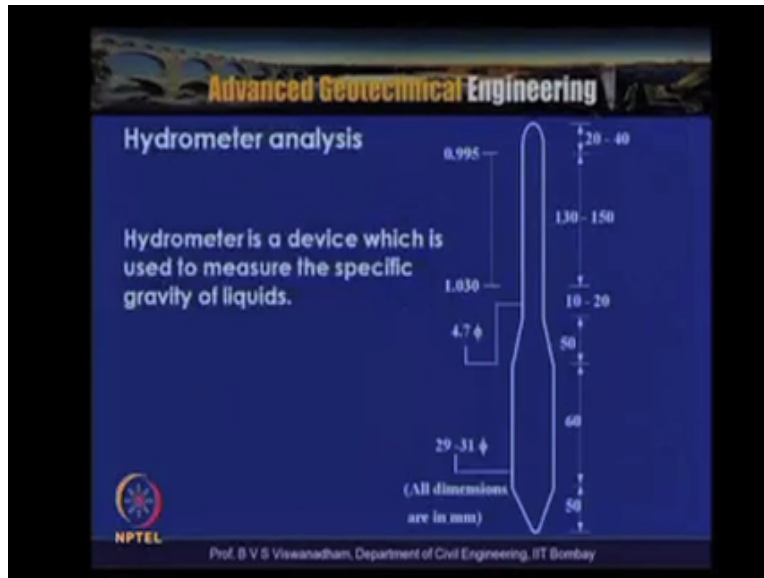 Advanced Geotechnical Engineering
Hydrometer analysis
Hydrometer is a device which is
used to measure the specific
gravity of liquids.
0.995
20 - 40
130 - 150
1.030
10 - 20
4.7 ϕ
50
60
29 -31 ϕ
(All dimensions
are in mm)
50
NPTEL
Prof. B V S Viswanadham, Department of Civil Engineering, IIT Bombay